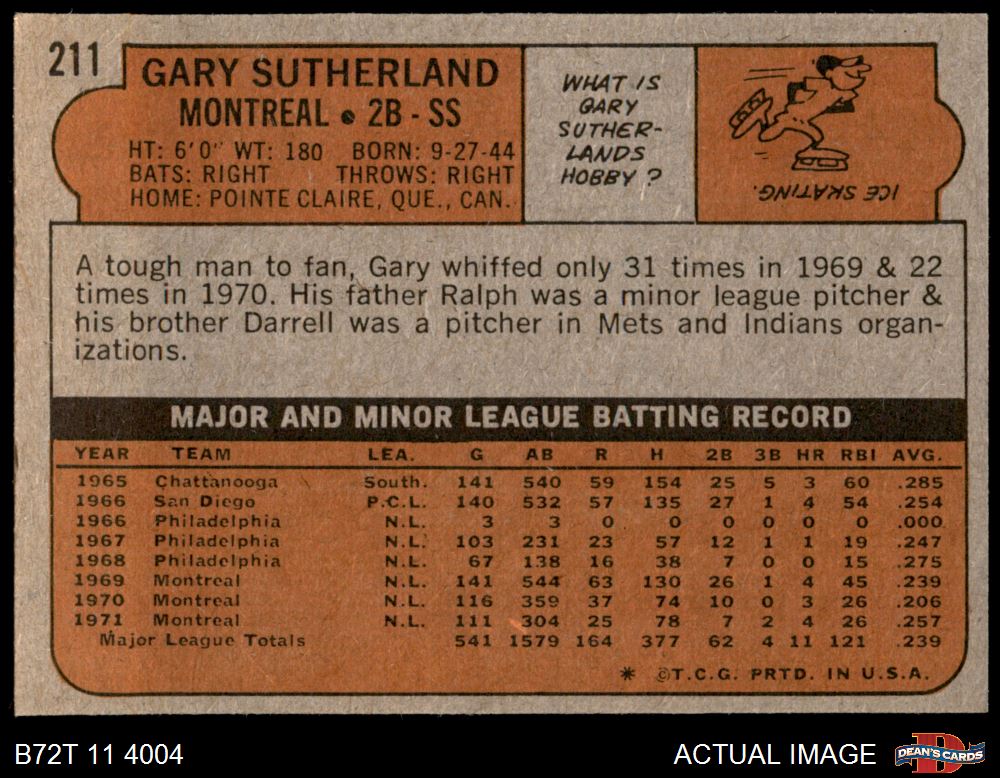 211
GARY SUTHERLAND
MONTREAL • 2B - SS
HT: 6'0" WT: 180 BORN: 9-27-44
BATS: RIGHT THROWS: RIGHT
HOME: POINTE CLAIRE, QUE., CAN.
WHAT IS
GARY
SUTHER-
LANDS
HOBBY ?
ICE SKATING.
A tough man to fan, Gary whiffed only 31 times in 1969 & 22
times in 1970. His father Ralph was a minor league pitcher &
his brother Darrell was a pitcher in Mets and Indians organ-
izations.
MAJOR AND MINOR LEAGUE BATTING RECORD
YEAR TEAM LEA. G AB R H 2B 3B HR RBI AVG.
1965 Chattanooga South. 141 540 59 154 25 5 3 60 .285
1966 San Diego P.C.L. 140 532 57 135 27 1 4 54 .254
1966 Philadelphia N.L. 3 3 0 0 0 0 0 0 .000
1967 Philadelphia N.L. 103 231 23 57 12 1 1 19 .247
1968 Philadelphia N.L. 67 138 16 38 7 0 0 15 .275
1969 Montreal N.L. 141 544 63 130 26 1 4 45 .239
1970 Montreal N.L. 116 359 37 74 10 0 3 26 .206
1971 Montreal N.L. 111 304 25 78 7 2 4 26 .257
Major League Totals 541 1579 164 377 62 4 11 121 .239
* ©T.C.G. PRTD. IN U.S.A.
B72T 11 4004
ACTUAL IMAGE
D
DEAN'S CARDS